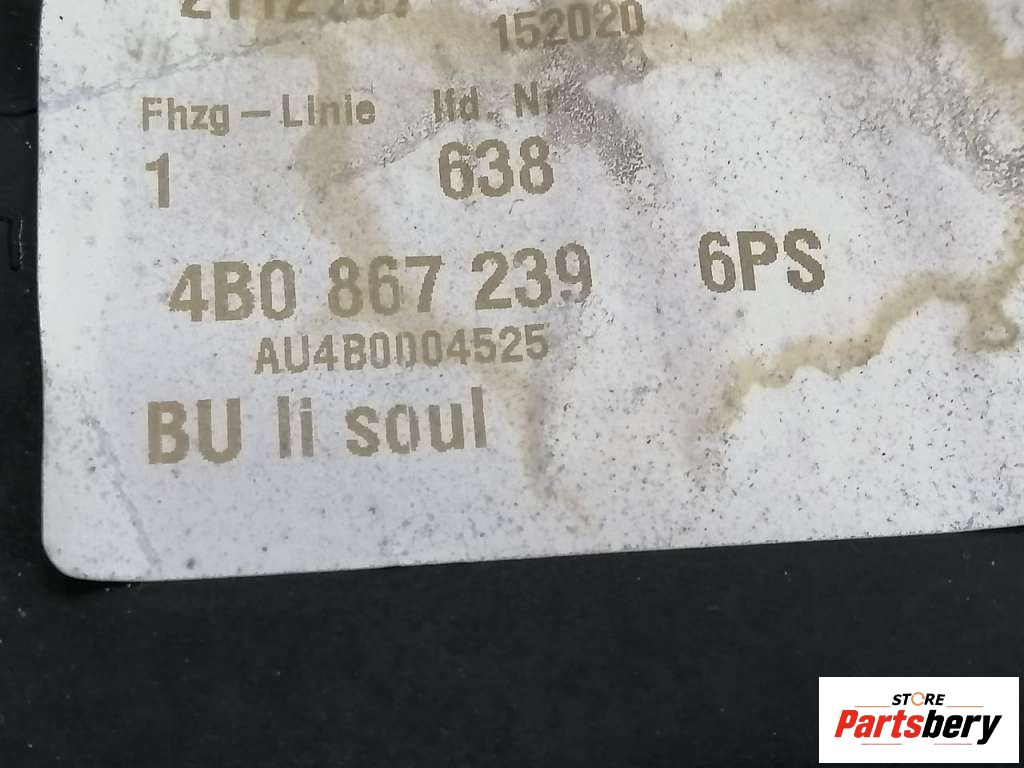 152020
Fhzg-Linie lfd. Nr
1 638
4B0 867 239 6PS
AU4B0004525
BU li soul
STORE
Partsbery